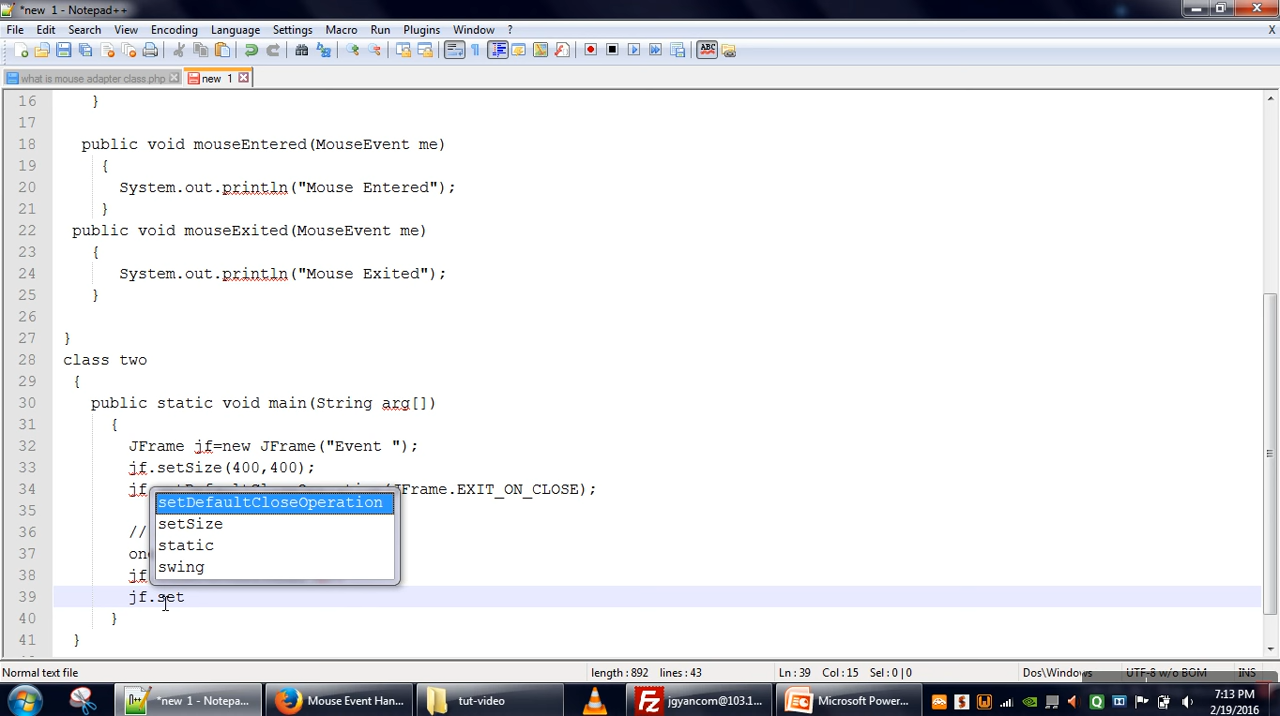 *new 1 - Notepad++
File Edit Search View Encoding Language Settings Macro Run Plugins Window ? X
ABC
what is mouse adapter class.php new 1
16 }
17
18 public void mouseEntered(MouseEvent me)
19 {
20 System.out.println("Mouse Entered");
21 }
22 public void mouseExited(MouseEvent me)
23 {
24 System.out.println("Mouse Exited");
25 }
26
27 }
28 class two
29 {
30 public static void main(String arg[])
31 {
32 JFrame jf=new JFrame("Event ");
33 jf.setSize(400,400);
34 jf.setDefaultCloseOperation(JFrame.EXIT_ON_CLOSE);
35
setDefaultCloseOperation
36 //
setSize
37 one
static
38 jf
swing
39 jf.set
40 }
41 }
Normal text file length : 892 lines : 43 Ln : 39 Col : 15 Sel : 0 | 0 Dos\Windows UTF-8 w/o BOM INS
*new 1 - Notepa... Mouse Event Han... tut-video jgyancom@103.1... Microsoft Power... 7:13 PM
2/19/2016